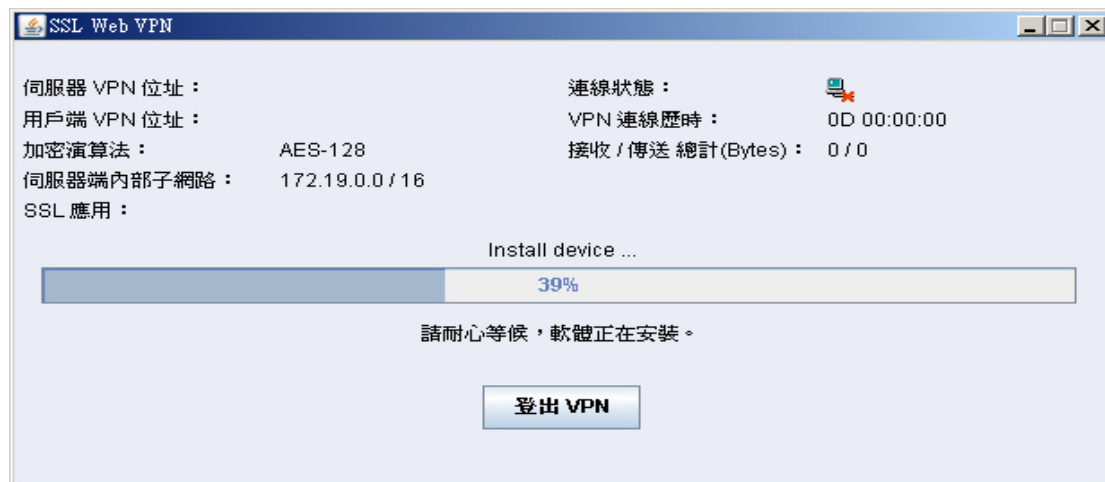 SSL Web VPN
伺服器 VPN 位址：
連線狀態：
用戶端 VPN 位址：
VPN 連線歷時： 0D 00:00:00
加密演算法： AES-128
接收 / 傳送 總計(Bytes)： 0 / 0
伺服器端內部子網路： 172.19.0.0 / 16
SSL 應用：
Install device ...
39%
請耐心等候，軟體正在安裝。
登出 VPN